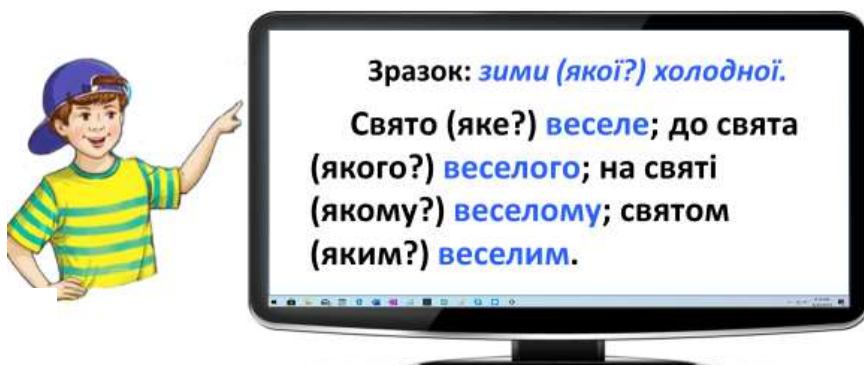 Зразок: зими (якої?) холодної.
Свято (яке?) веселе; до свята
(якого?) веселого; на святі
(якому?) веселому; святом
(яким?) веселим.